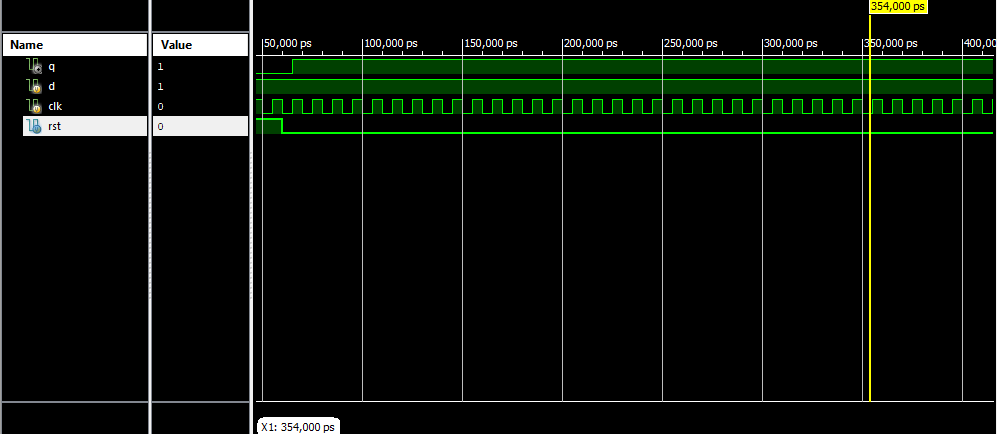 354,000 ps
Name Value
50,000 ps 100,000 ps 150,000 ps 200,000 ps 250,000 ps 300,000 ps 350,000 ps 400,0
q 1
d 1
clk 0
rst 0
X1: 354,000 ps